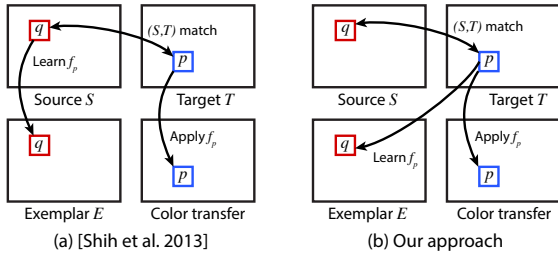 q
(S,T) match
p
Learn f_p
Source S
Target T
q
Apply f_p
p
Exemplar E
Color transfer
(a) [Shih et al. 2013]
q
(S,T) match
p
Source S
Target T
q
Apply f_p
Learn f_p
p
Exemplar E
Color transfer
(b) Our approach